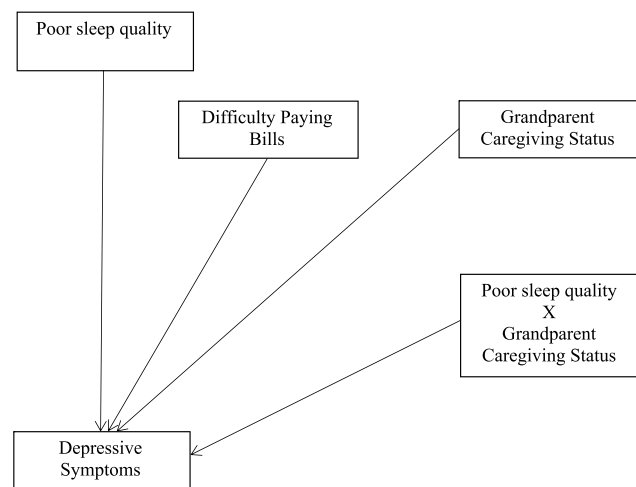 Poor sleep quality
Difficulty Paying
Bills
Grandparent
Caregiving Status
Poor sleep quality
X
Grandparent
Caregiving Status
Depressive
Symptoms